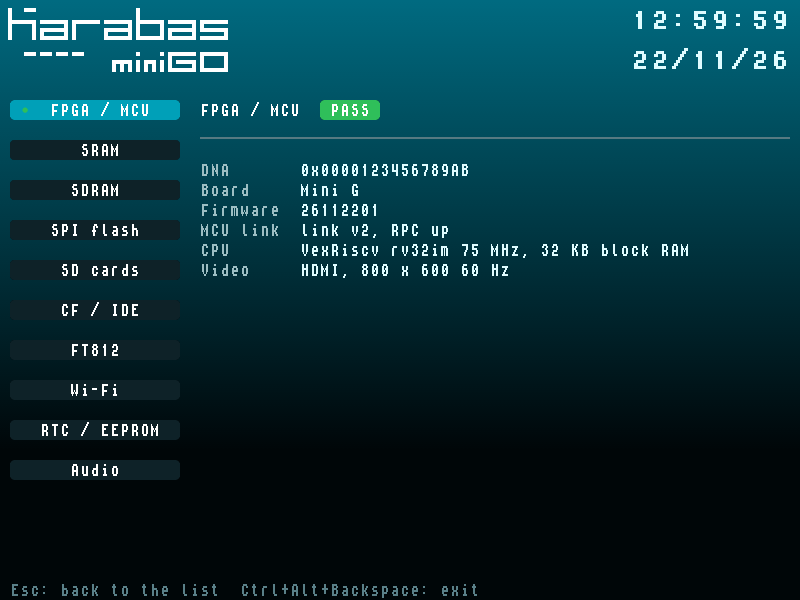 karabas
miniGO
12:59:59
22/11/26
FPGA / MCU
SRAM
SDRAM
SPI flash
SD cards
CF / IDE
FT812
Wi-Fi
RTC / EEPROM
Audio
FPGA / MCU PASS
DNA 0x0000123456789AB
Board Mini G
Firmware 26112201
MCU link link v2, RPC up
CPU VexRiscv rv32im 75 MHz, 32 KB block RAM
Video HDMI, 800 x 600 60 Hz
Esc: back to the list Ctrl+Alt+Backspace: exit